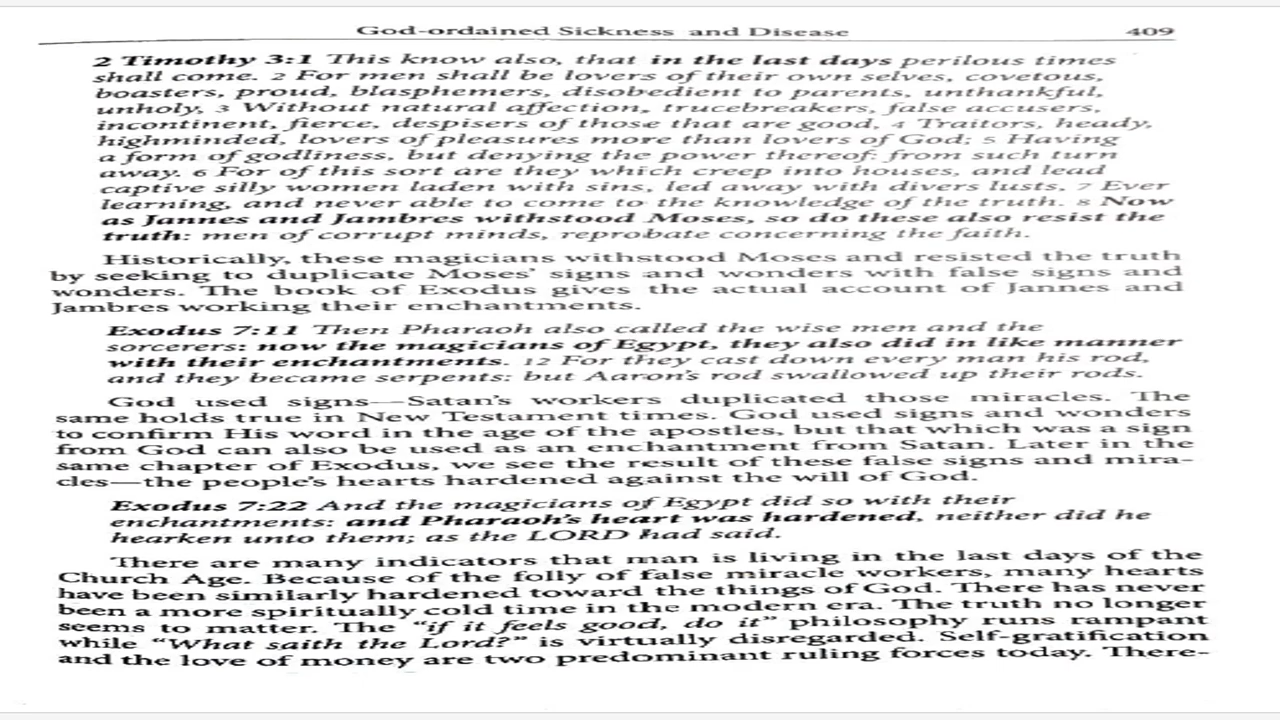 God-ordained Sickness and Disease 409
2 Timothy 3:1 This know also, that in the last days perilous times
shall come. 2 For men shall be lovers of their own selves, covetous,
boasters, proud, blasphemers, disobedient to parents, unthankful,
unholy, 3 Without natural affection, trucebreakers, false accusers,
incontinent, fierce, despisers of those that are good, 4 Traitors, heady,
highminded, lovers of pleasures more than lovers of God; 5 Having
a form of godliness, but denying the power thereof: from such turn
away. 6 For of this sort are they which creep into houses, and lead
captive silly women laden with sins, led away with divers lusts. 7 Ever
learning, and never able to come to the knowledge of the truth. 8 Now
as Jannes and Jambres withstood Moses, so do these also resist the
truth: men of corrupt minds, reprobate concerning the faith.
Historically, these magicians withstood Moses and resisted the truth
by seeking to duplicate Moses' signs and wonders with false signs and
wonders. The book of Exodus gives the actual account of Jannes and
Jambres working their enchantments.
Exodus 7:11 Then Pharaoh also called the wise men and the
sorcerers: now the magicians of Egypt, they also did in like manner
with their enchantments. 12 For they cast down every man his rod,
and they became serpents: but Aaron's rod swallowed up their rods.
God used signs—Satan's workers duplicated those miracles. The
same holds true in New Testament times. God used signs and wonders
to confirm His word in the age of the apostles, but that which was a sign
from God can also be used as an enchantment from Satan. Later in the
same chapter of Exodus, we see the result of these false signs and mira-
cles—the people's hearts hardened against the will of God.
Exodus 7:22 And the magicians of Egypt did so with their
enchantments: and Pharaoh's heart was hardened, neither did he
hearken unto them; as the LORD had said.
There are many indicators that man is living in the last days of the
Church Age. Because of the folly of false miracle workers, many hearts
have been similarly hardened toward the things of God. There has never
been a more spiritually cold time in the modern era. The truth no longer
seems to matter. The "if it feels good, do it" philosophy runs rampant
while "What saith the Lord?" is virtually disregarded. Self-gratification
and the love of money are two predominant ruling forces today. There-